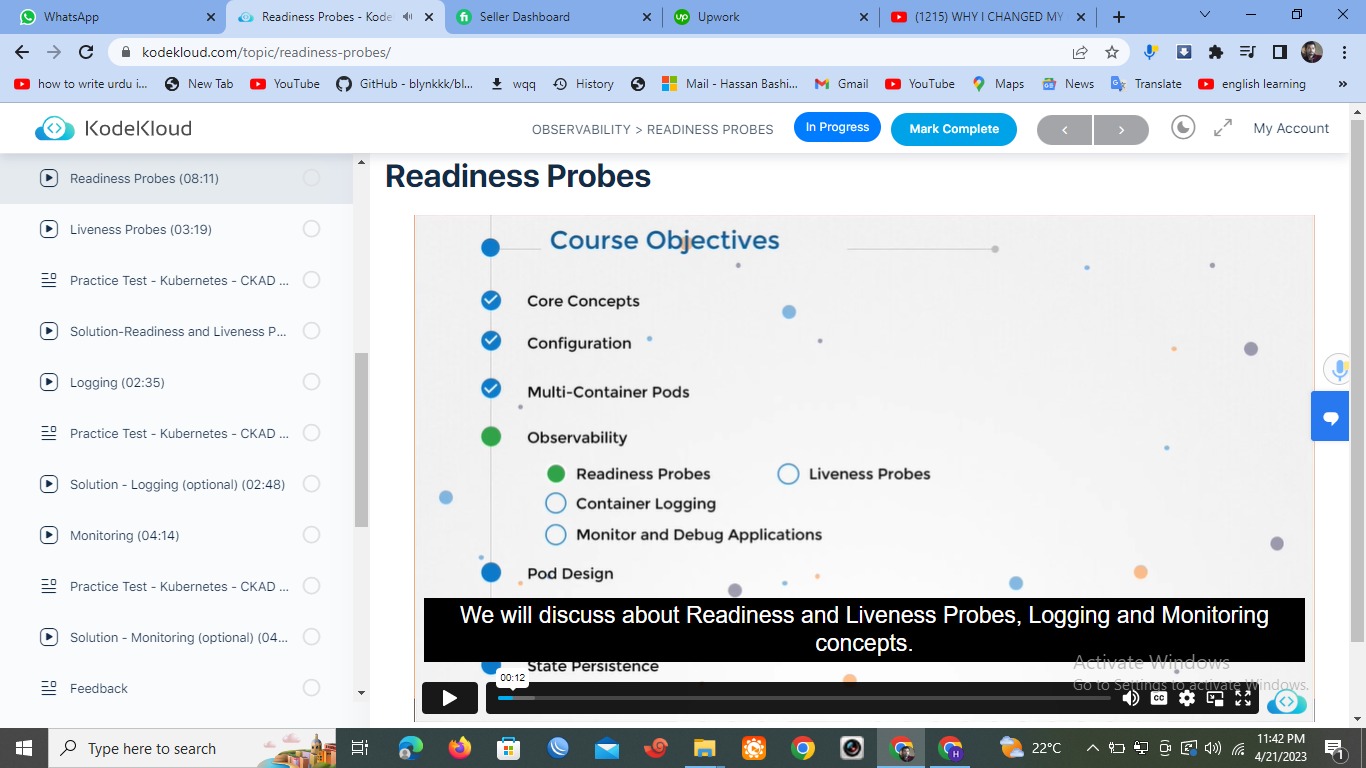 WhatsApp
Readiness Probes - Kode
Seller Dashboard
Upwork
(1215) WHY I CHANGED MY
kodekloud.com/topic/readiness-probes/
how to write urdu i...
New Tab
YouTube
GitHub - blynkkk/bl...
wqq
History
Mail - Hassan Bashi...
Gmail
YouTube
Maps
News
Translate
english learning
»
KodeKloud
OBSERVABILITY > READINESS PROBES
In Progress
Mark Complete
<
>
My Account
Readiness Probes (08:11)
Liveness Probes (03:19)
Practice Test - Kubernetes - CKAD ...
Solution-Readiness and Liveness P...
Logging (02:35)
Practice Test - Kubernetes - CKAD ...
Solution - Logging (optional) (02:48)
Monitoring (04:14)
Practice Test - Kubernetes - CKAD ...
Solution - Monitoring (optional) (04...
Feedback
Readiness Probes
Course Objectives
Core Concepts
Configuration
Multi-Container Pods
Observability
Readiness Probes
Liveness Probes
Container Logging
Monitor and Debug Applications
Pod Design
We will discuss about Readiness and Liveness Probes, Logging and Monitoring
concepts.
State Persistence
Activate Windows
Go to Settings to activate Windows.
00:12
CC
Type here to search
22°C
11:42 PM
4/21/2023
1